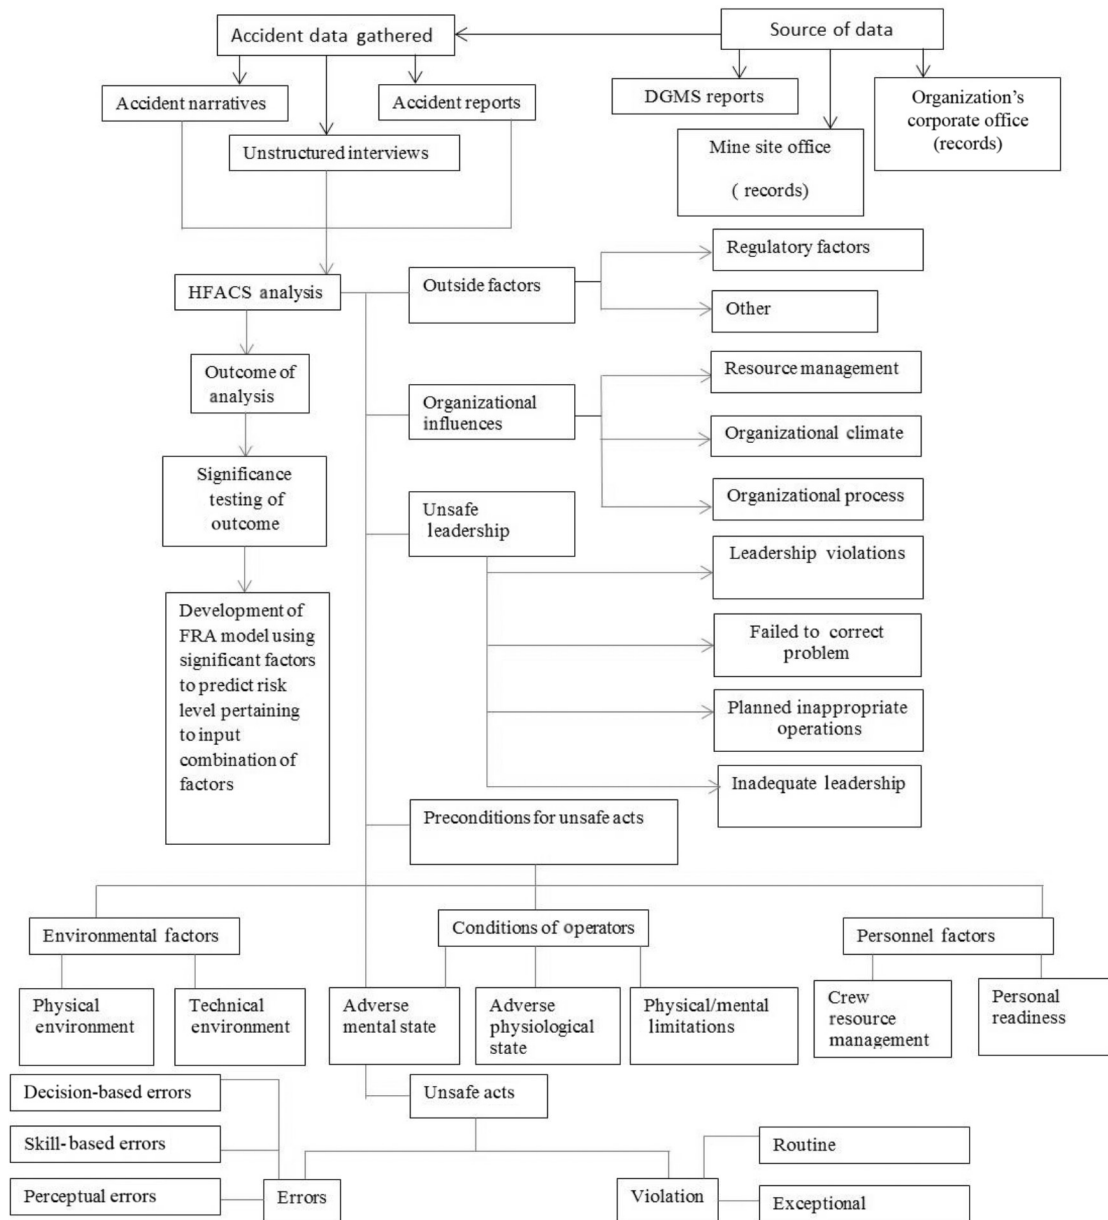 Accident data gathered
Source of data
Accident narratives
Accident reports
Unstructured interviews
DGMS reports
Mine site office
( records)
Organization's
corporate office
(records)
HFACS analysis
Outcome of
analysis
Significance
testing of
outcome
Development of
FRA model using
significant factors
to predict risk
level pertaining
to input
combination of
factors
Outside factors
Regulatory factors
Other
Organizational
influences
Resource management
Organizational climate
Organizational process
Unsafe
leadership
Leadership violations
Failed to correct
problem
Planned inappropriate
operations
Inadequate leadership
Preconditions for unsafe acts
Environmental factors
Conditions of operators
Personnel factors
Physical
environment
Technical
environment
Adverse
mental state
Adverse
physiological
state
Physical/mental
limitations
Crew
resource
management
Personal
readiness
Unsafe acts
Decision-based errors
Skill-based errors
Perceptual errors
Errors
Violation
Routine
Exceptional